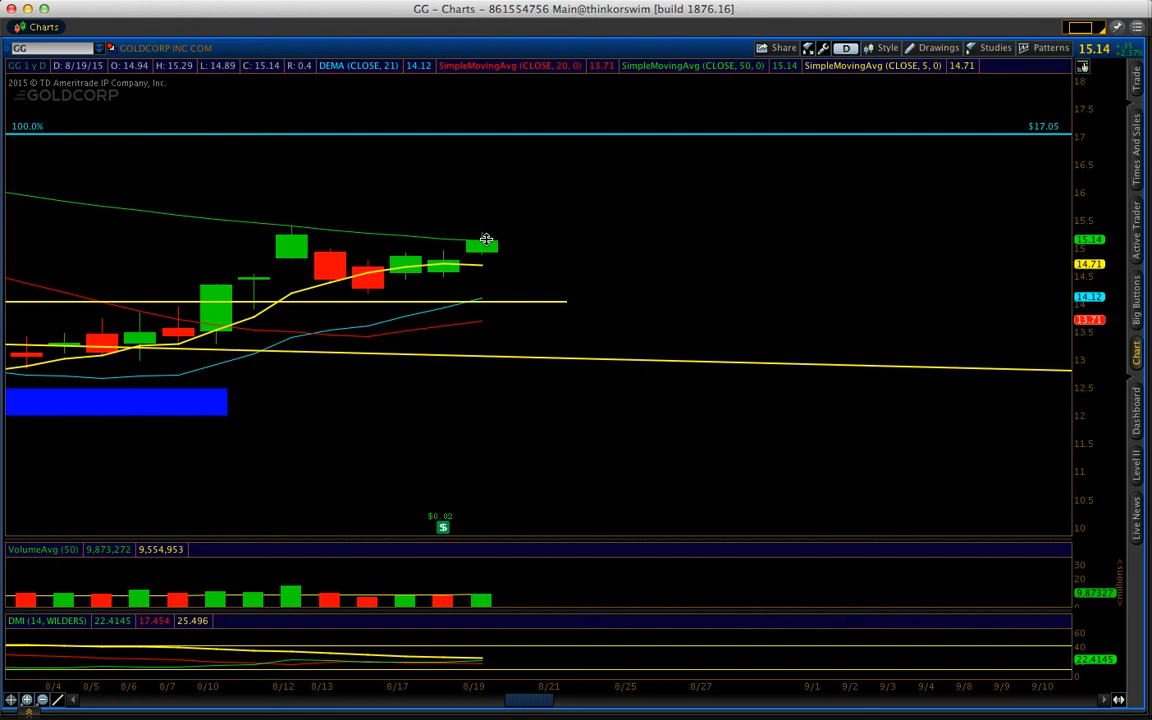 GG - Charts - 861554756 Main@thinkorswim [build 1876.16]
Charts
GG GOLDCORP INC COM Share D Style Drawings Studies Patterns 15.14 +.35 +2.37%
GG 1 y D D: 8/19/15 O: 14.94 H: 15.29 L: 14.89 C: 15.14 R: 0.4 DEMA (CLOSE, 21) 14.12 SimpleMovingAvg (CLOSE, 20, 0) 13.71 SimpleMovingAvg (CLOSE, 50, 0) 15.14 SimpleMovingAvg (CLOSE, 5, 0) 14.71
2015 © TD Ameritrade IP Company, Inc.
GOLDCORP
100.0% $17.05
18
17.5
17
16.5
16
15.5
15.14
15
14.71
14.5
14.12
14
13.71
13.5
13
12.5
12
11.5
11
10.5
10
$0.02
$
VolumeAvg (50) 9,873,272 9,554,953
30
20
9.87327
<millions>
DMI (14, WILDERS) 22.4145 17.454 25.496
60
40
22.4145
0
8/4 8/5 8/6 8/7 8/10 8/12 8/13 8/17 8/19 8/21 8/25 8/27 9/1 9/2 9/3 9/4 9/8 9/9 9/10
Trade
Times And Sales
Active Trader
Big Buttons
Chart
Dashboard
Level II
Live News